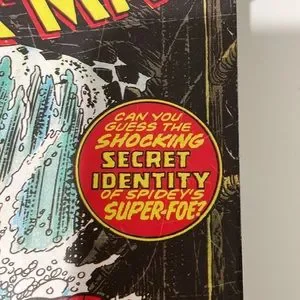 CAN YOU
GUESS THE
SHOCKING
SECRET
IDENTITY
OF SPIDEY'S
SUPER-FOE?